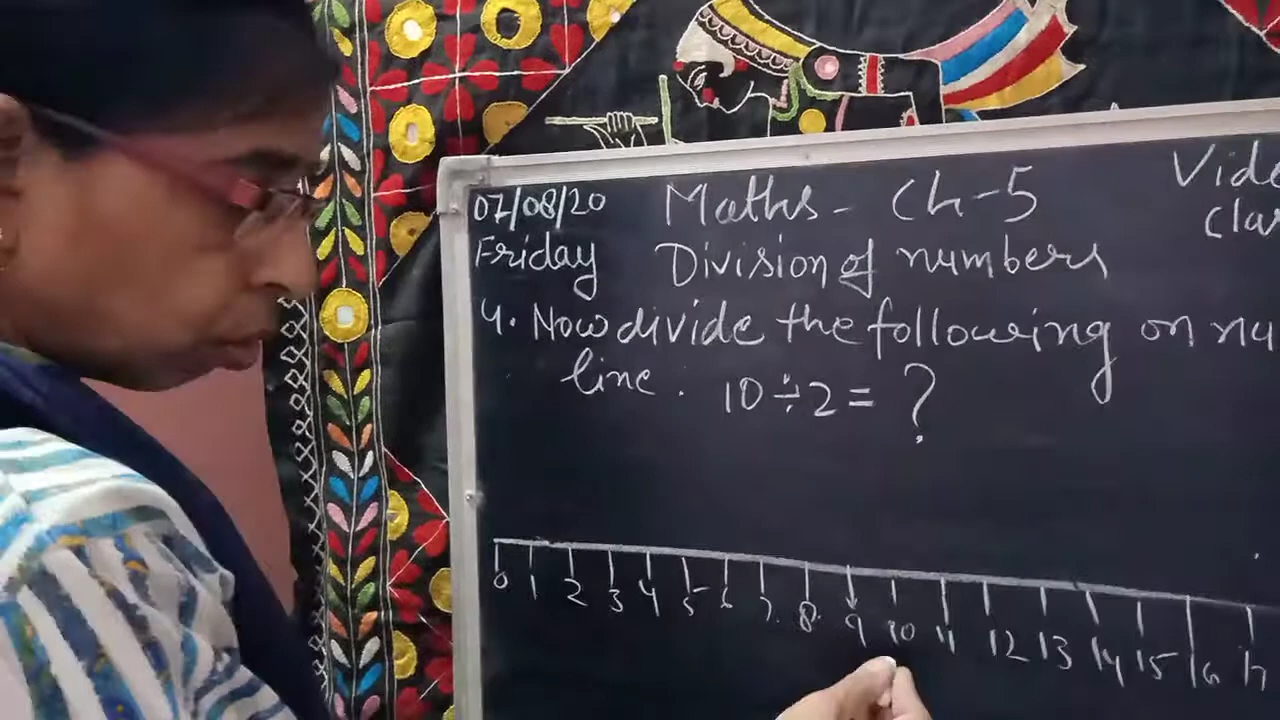 07/08/20 Maths - Ch-5 Vide
Friday Division of numbers Clas
4. Now divide the following on nu
line. 10÷2= ?
0 1 2 3 4 5 6 7 8 9 10 11 12 13 14 15 16 17